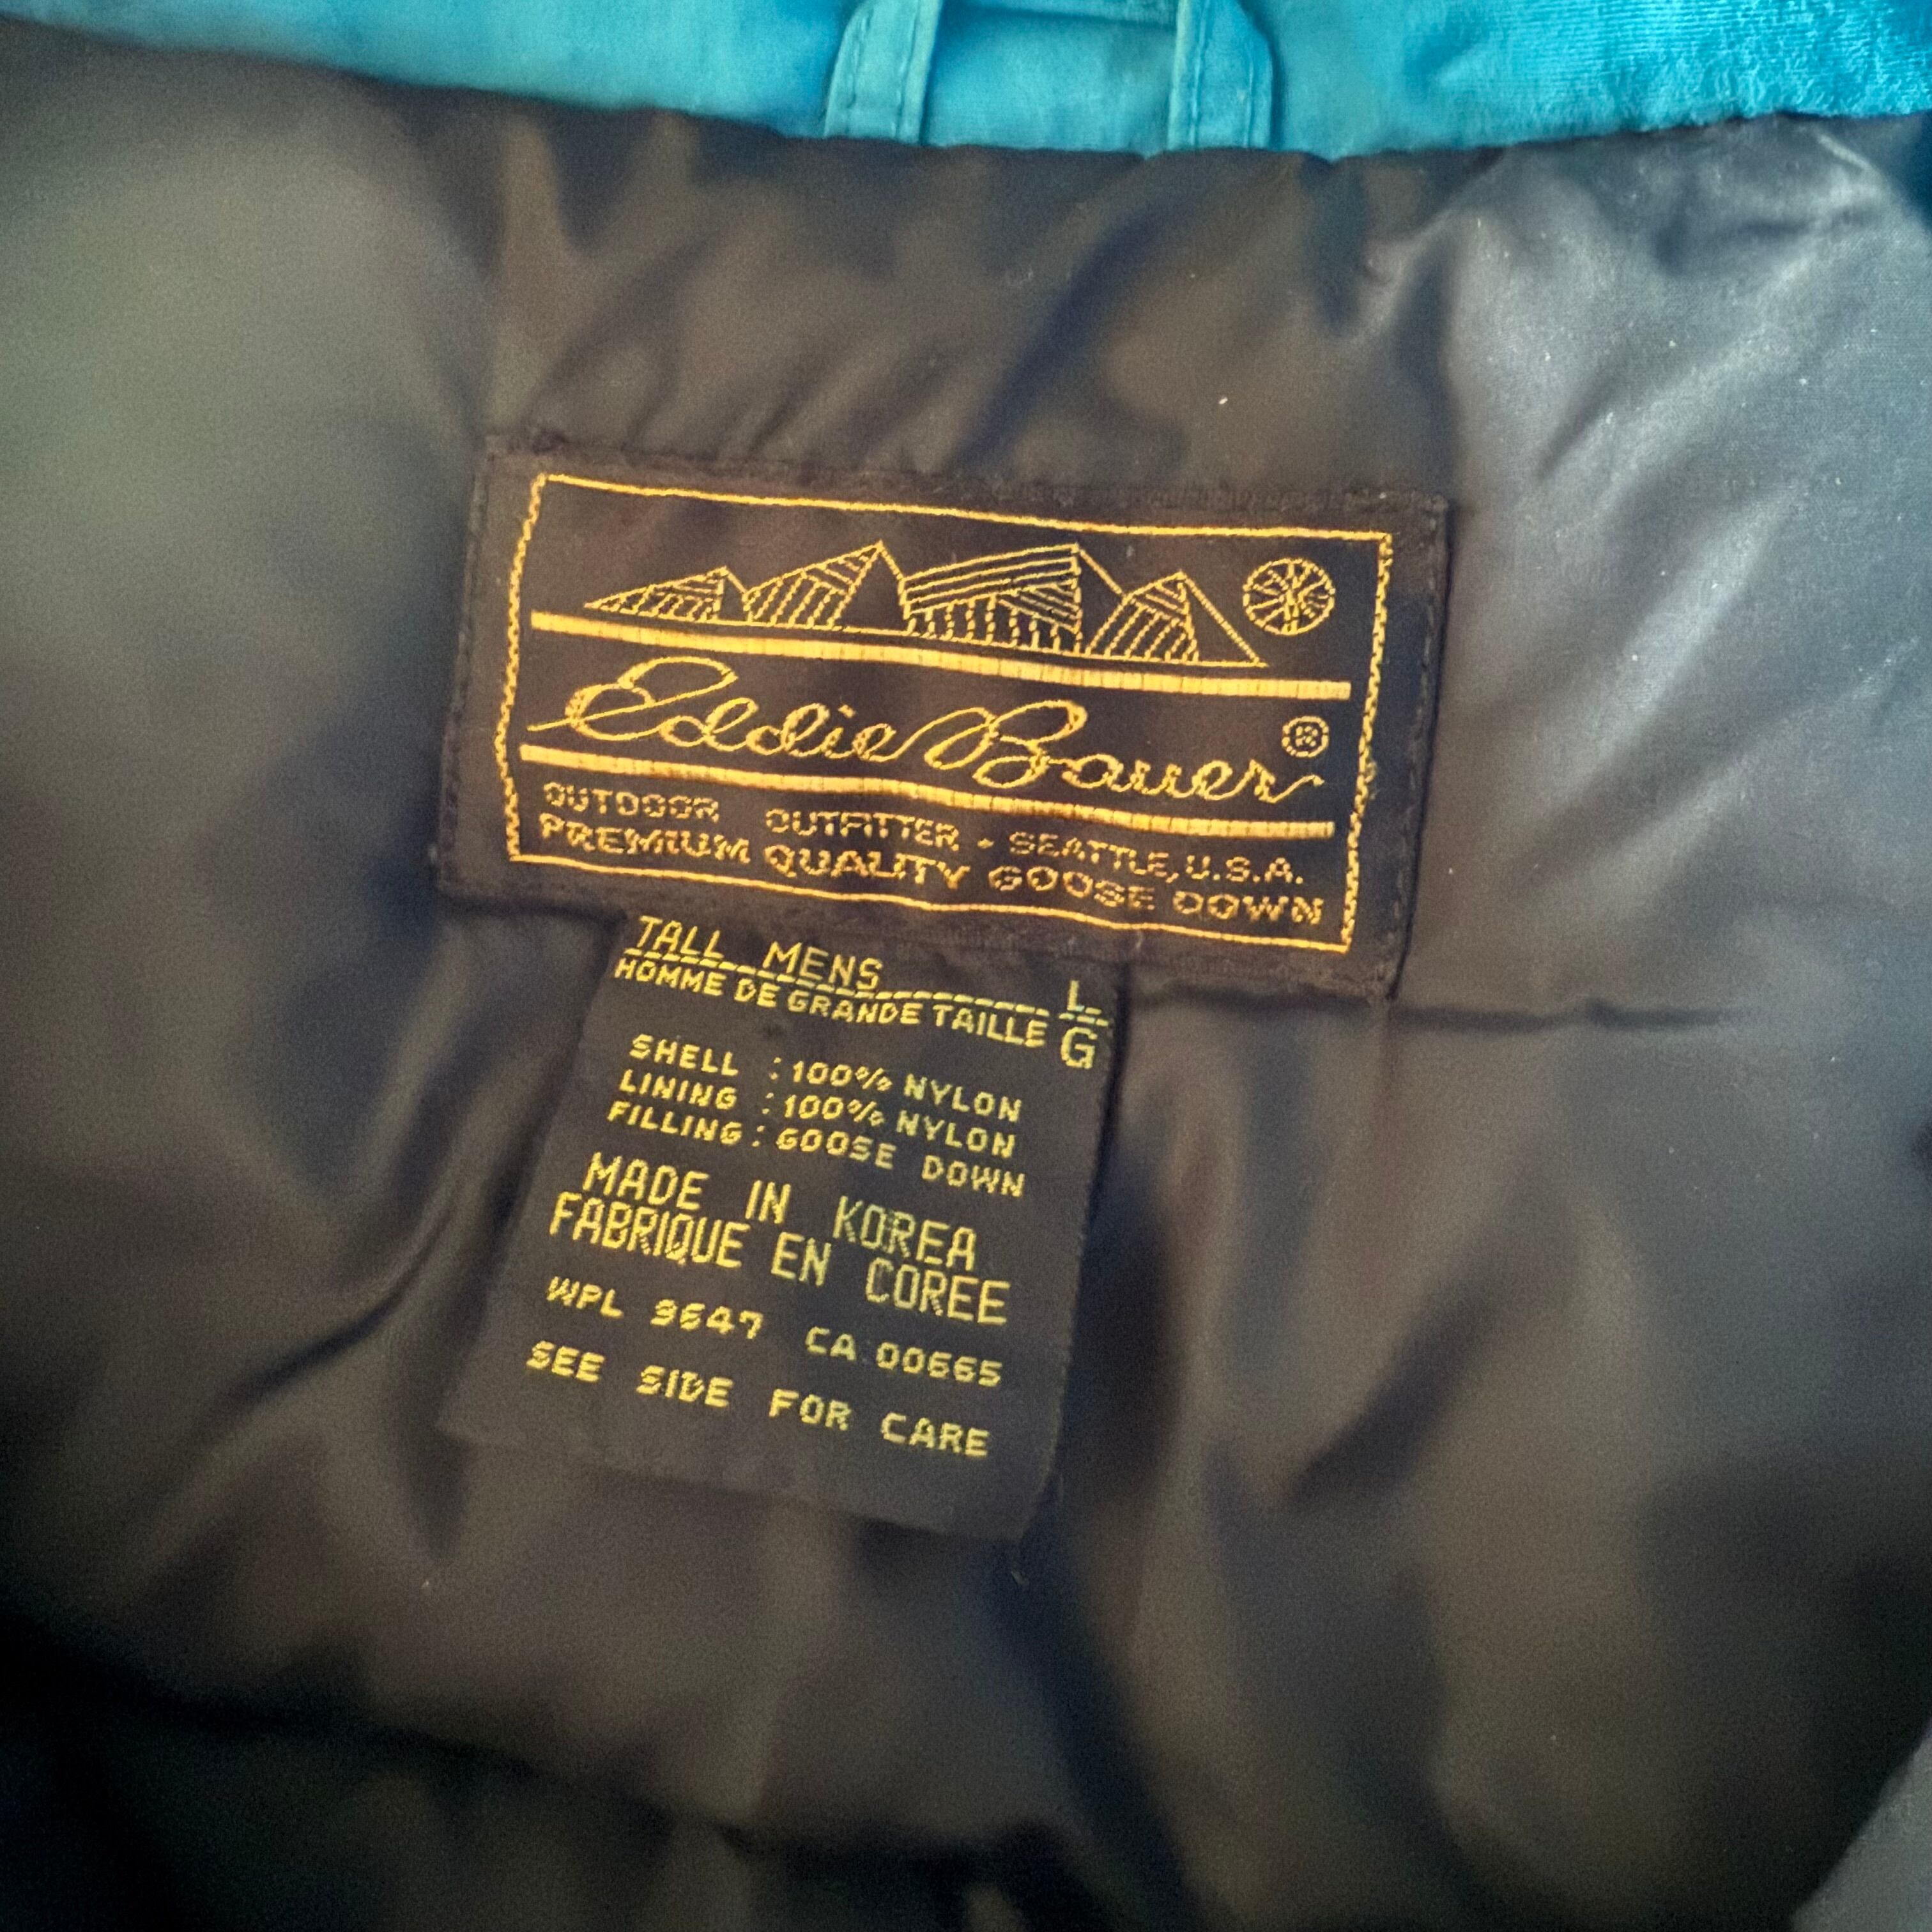 Eddie Bauer ®
OUTDOOR OUTFITTER - SEATTLE, U.S.A.
PREMIUM QUALITY GOOSE DOWN
TALL MENS L
HOMME DE GRANDE TAILLE G
SHELL : 100% NYLON
LINING : 100% NYLON
FILLING : GOOSE DOWN
MADE IN KOREA
FABRIQUE EN COREE
WPL 9647 CA 00665
SEE SIDE FOR CARE